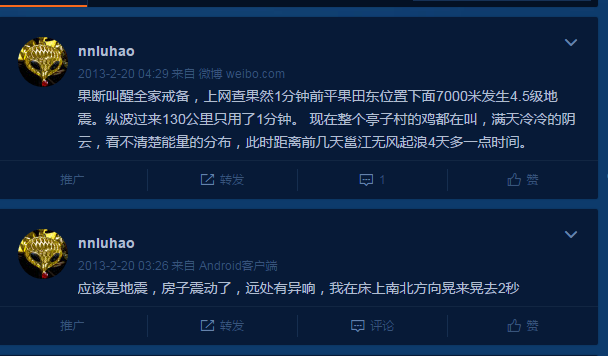 nnluhao
2013-2-20 04:29 来自 微博 weibo.com
果断叫醒全家戒备，上网查果然1分钟前平果田东位置下面7000米发生4.5级地
震。纵波过来130公里只用了1分钟。 现在整个亭子村的鸡都在叫，满天冷冷的阴
云，看不清楚能量的分布，此时距离前几天邕江无风起浪4天多一点时间。
推广 转发 1 赞
nnluhao
2013-2-20 03:26 来自 Android客户端
应该是地震，房子震动了，远处有异响，我在床上南北方向晃来晃去2秒
推广 转发 评论 赞